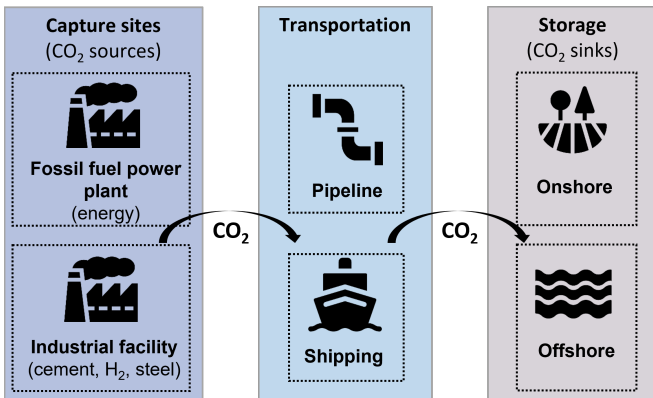 Capture sites
(CO₂ sources)
Fossil fuel power
plant
(energy)
Industrial facility
(cement, H₂, steel)
CO₂
Transportation
Pipeline
Shipping
CO₂
Storage
(CO₂ sinks)
Onshore
Offshore